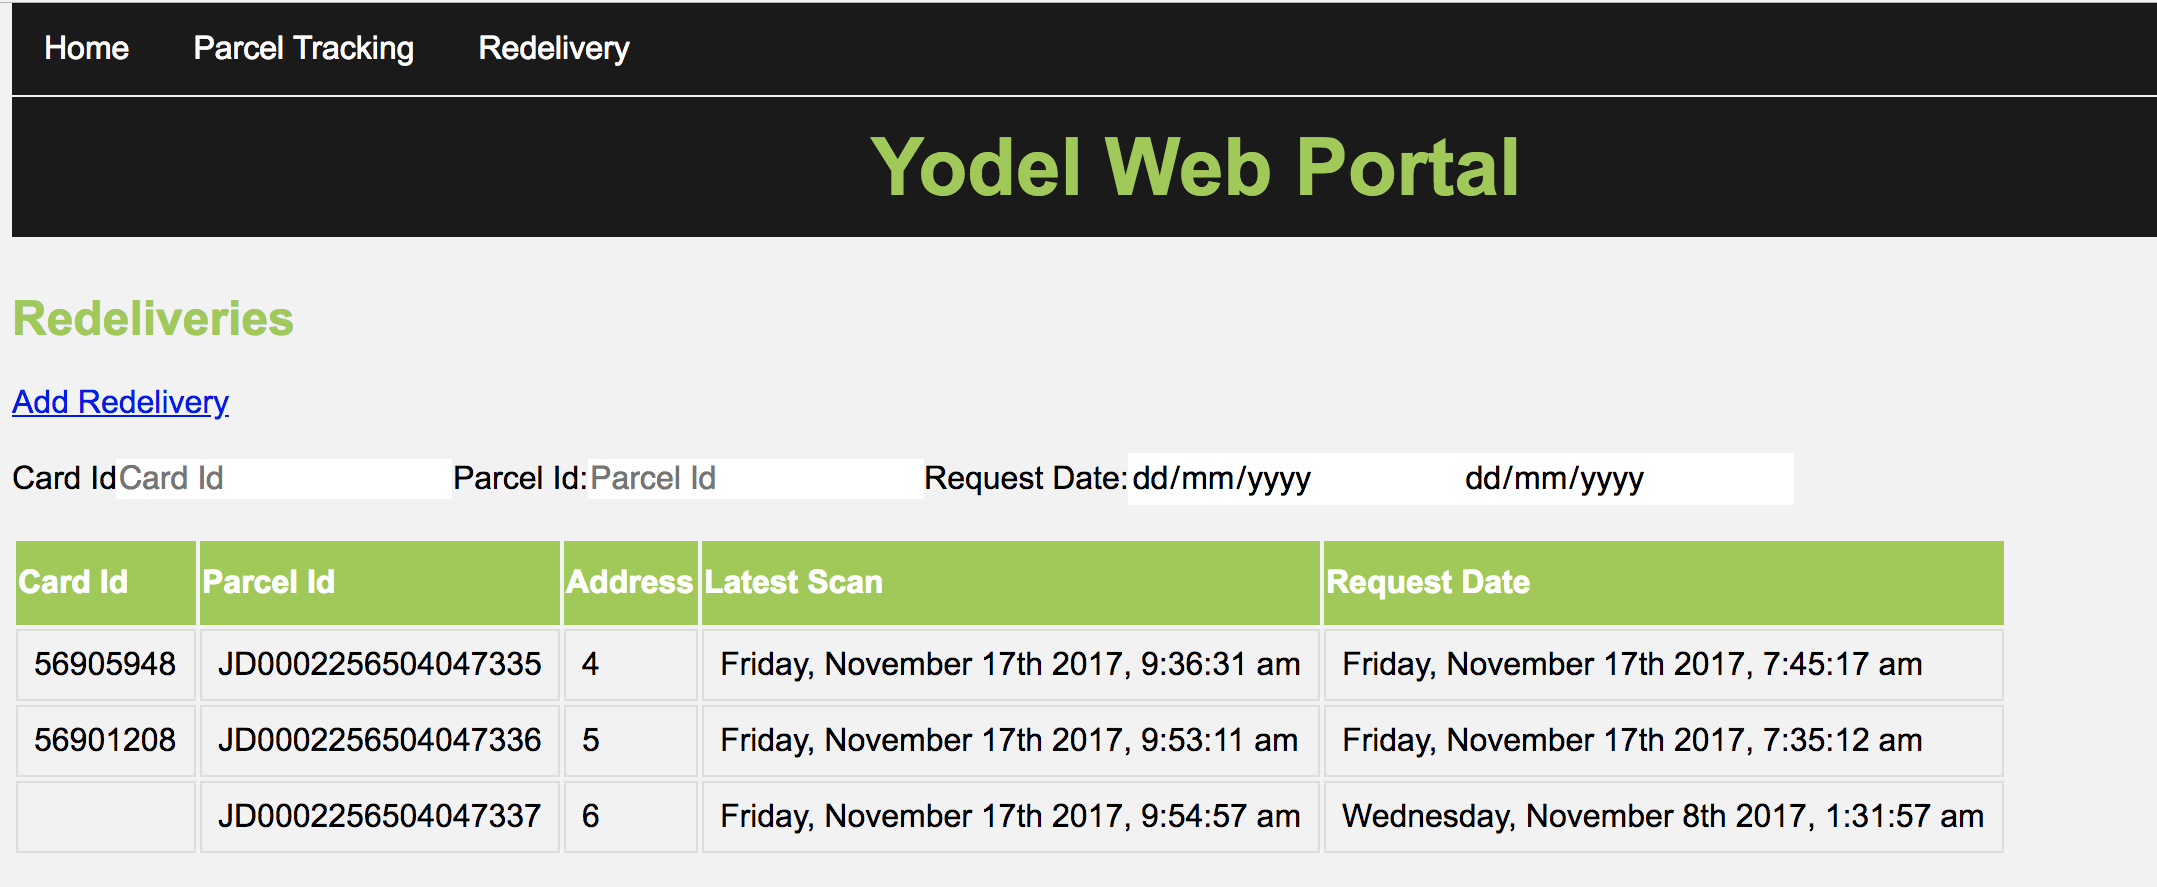 Home Parcel Tracking Redelivery
Yodel Web Portal
Redeliveries
Add Redelivery
Card Id Card Id Parcel Id: Parcel Id Request Date: dd/mm/yyyy dd/mm/yyyy
Card Id Parcel Id Address Latest Scan Request Date
56905948 JD0002256504047335 4 Friday, November 17th 2017, 9:36:31 am Friday, November 17th 2017, 7:45:17 am
56901208 JD0002256504047336 5 Friday, November 17th 2017, 9:53:11 am Friday, November 17th 2017, 7:35:12 am
JD0002256504047337 6 Friday, November 17th 2017, 9:54:57 am Wednesday, November 8th 2017, 1:31:57 am